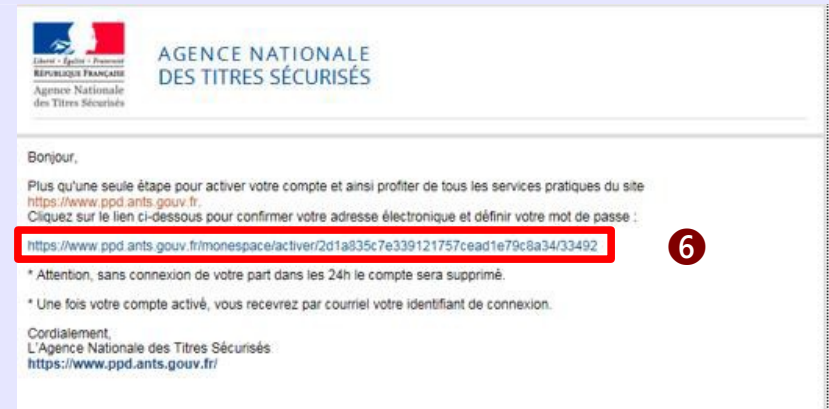 Liberté • Égalité • Fraternité
RÉPUBLIQUE FRANÇAISE
Agence Nationale
des Titres Sécurisés
AGENCE NATIONALE
DES TITRES SÉCURISÉS
Bonjour,
Plus qu'une seule étape pour activer votre compte et ainsi profiter de tous les services pratiques du site
https://www.ppd.ants.gouv.fr.
Cliquez sur le lien ci-dessous pour confirmer votre adresse électronique et définir votre mot de passe :
https://www.ppd.ants.gouv.fr/monespace/activer/2d1a835c7e339121757cead1e79c8a34/33492
6
* Attention, sans connexion de votre part dans les 24h le compte sera supprimé.
* Une fois votre compte activé, vous recevrez par courriel votre identifiant de connexion.
Cordialement,
L'Agence Nationale des Titres Sécurisés
https://www.ppd.ants.gouv.fr/